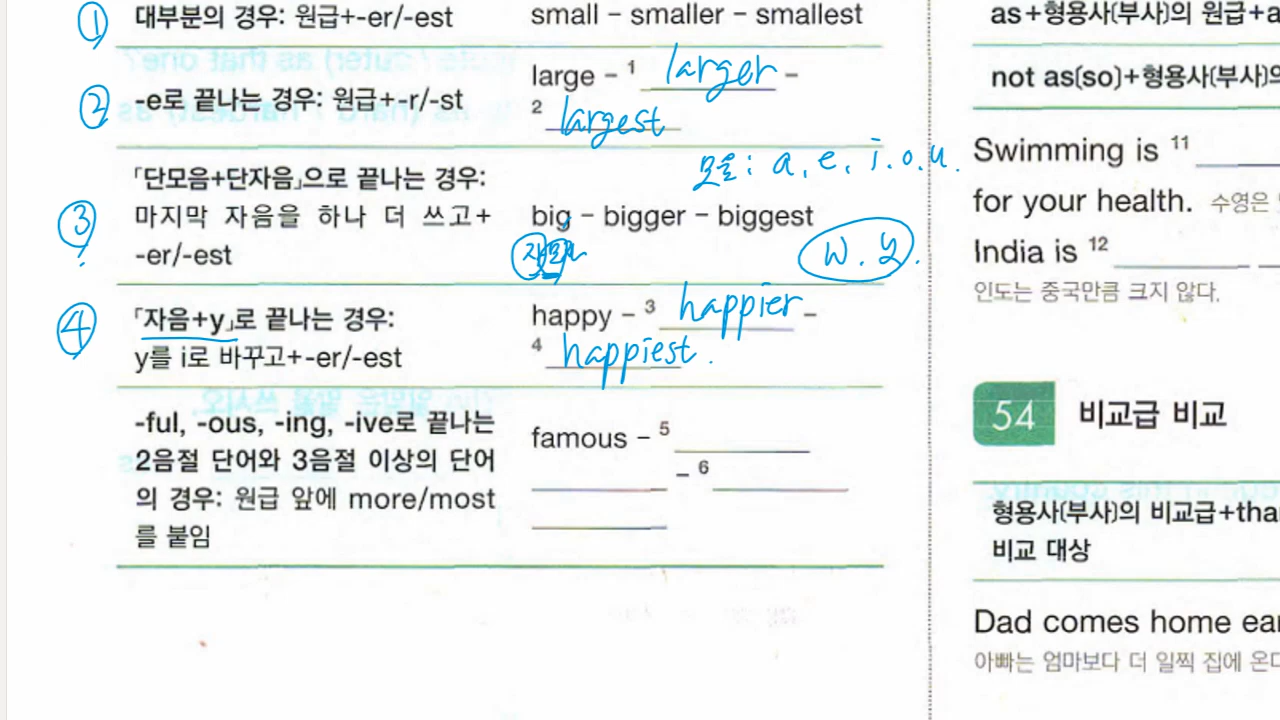 ① 대부분의 경우: 원급+-er/-est small – smaller – smallest
② -e로 끝나는 경우: 원급+-r/-st large – 1 larger –
2 largest
모음: a, e, i, o, u.
③ 「단모음+단자음」으로 끝나는 경우:
마지막 자음을 하나 더 쓰고+
-er/-est
big – bigger – biggest
w. y.
④ 「자음+y」로 끝나는 경우:
y를 i로 바꾸고+-er/-est
happy – 3 happier –
4 happiest.
-ful, -ous, -ing, -ive로 끝나는
2음절 단어와 3음절 이상의 단어
의 경우: 원급 앞에 more/most
를 붙임
famous – 5
– 6
as+형용사(부사)의 원급+a
not as(so)+형용사(부사)의
Swimming is 11
for your health. 수영은
India is 12
인도는 중국만큼 크지 않다.
54 비교급 비교
형용사(부사)의 비교급+tha
비교 대상
Dad comes home ea
아빠는 엄마보다 더 일찍 집에 온다